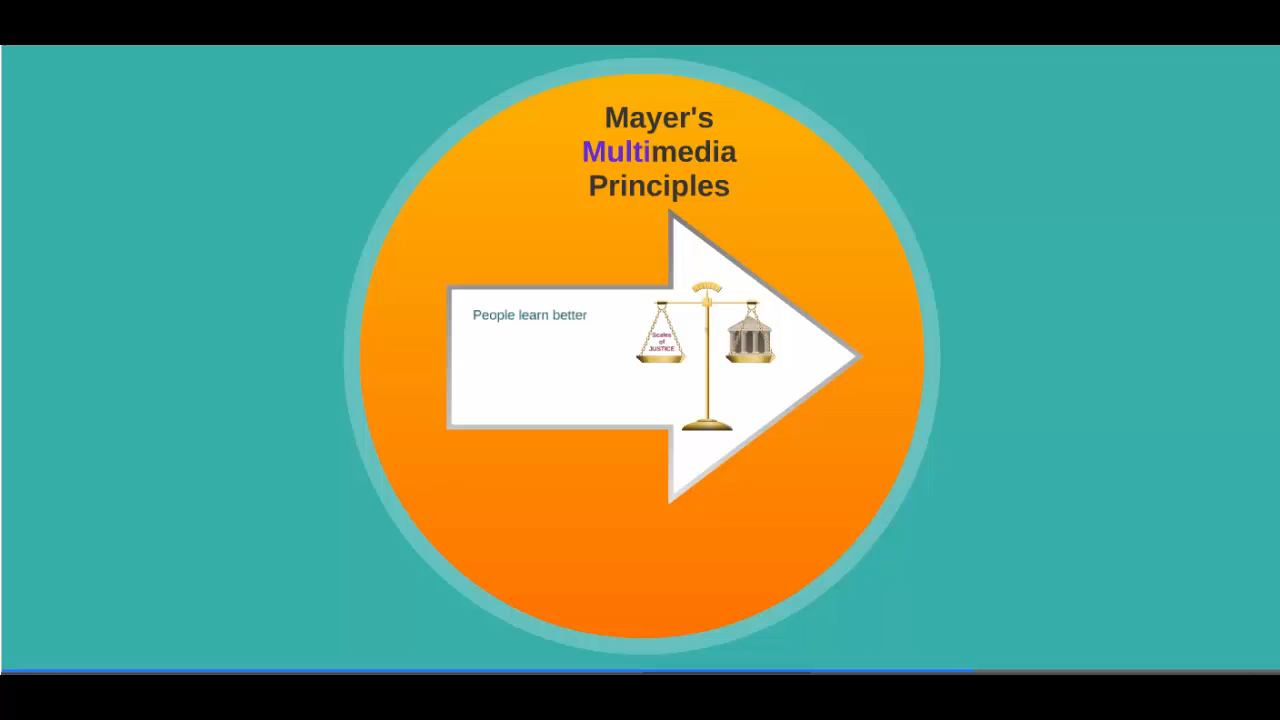 Mayer's
Multimedia
Principles
People learn better
Scales
of
JUSTICE